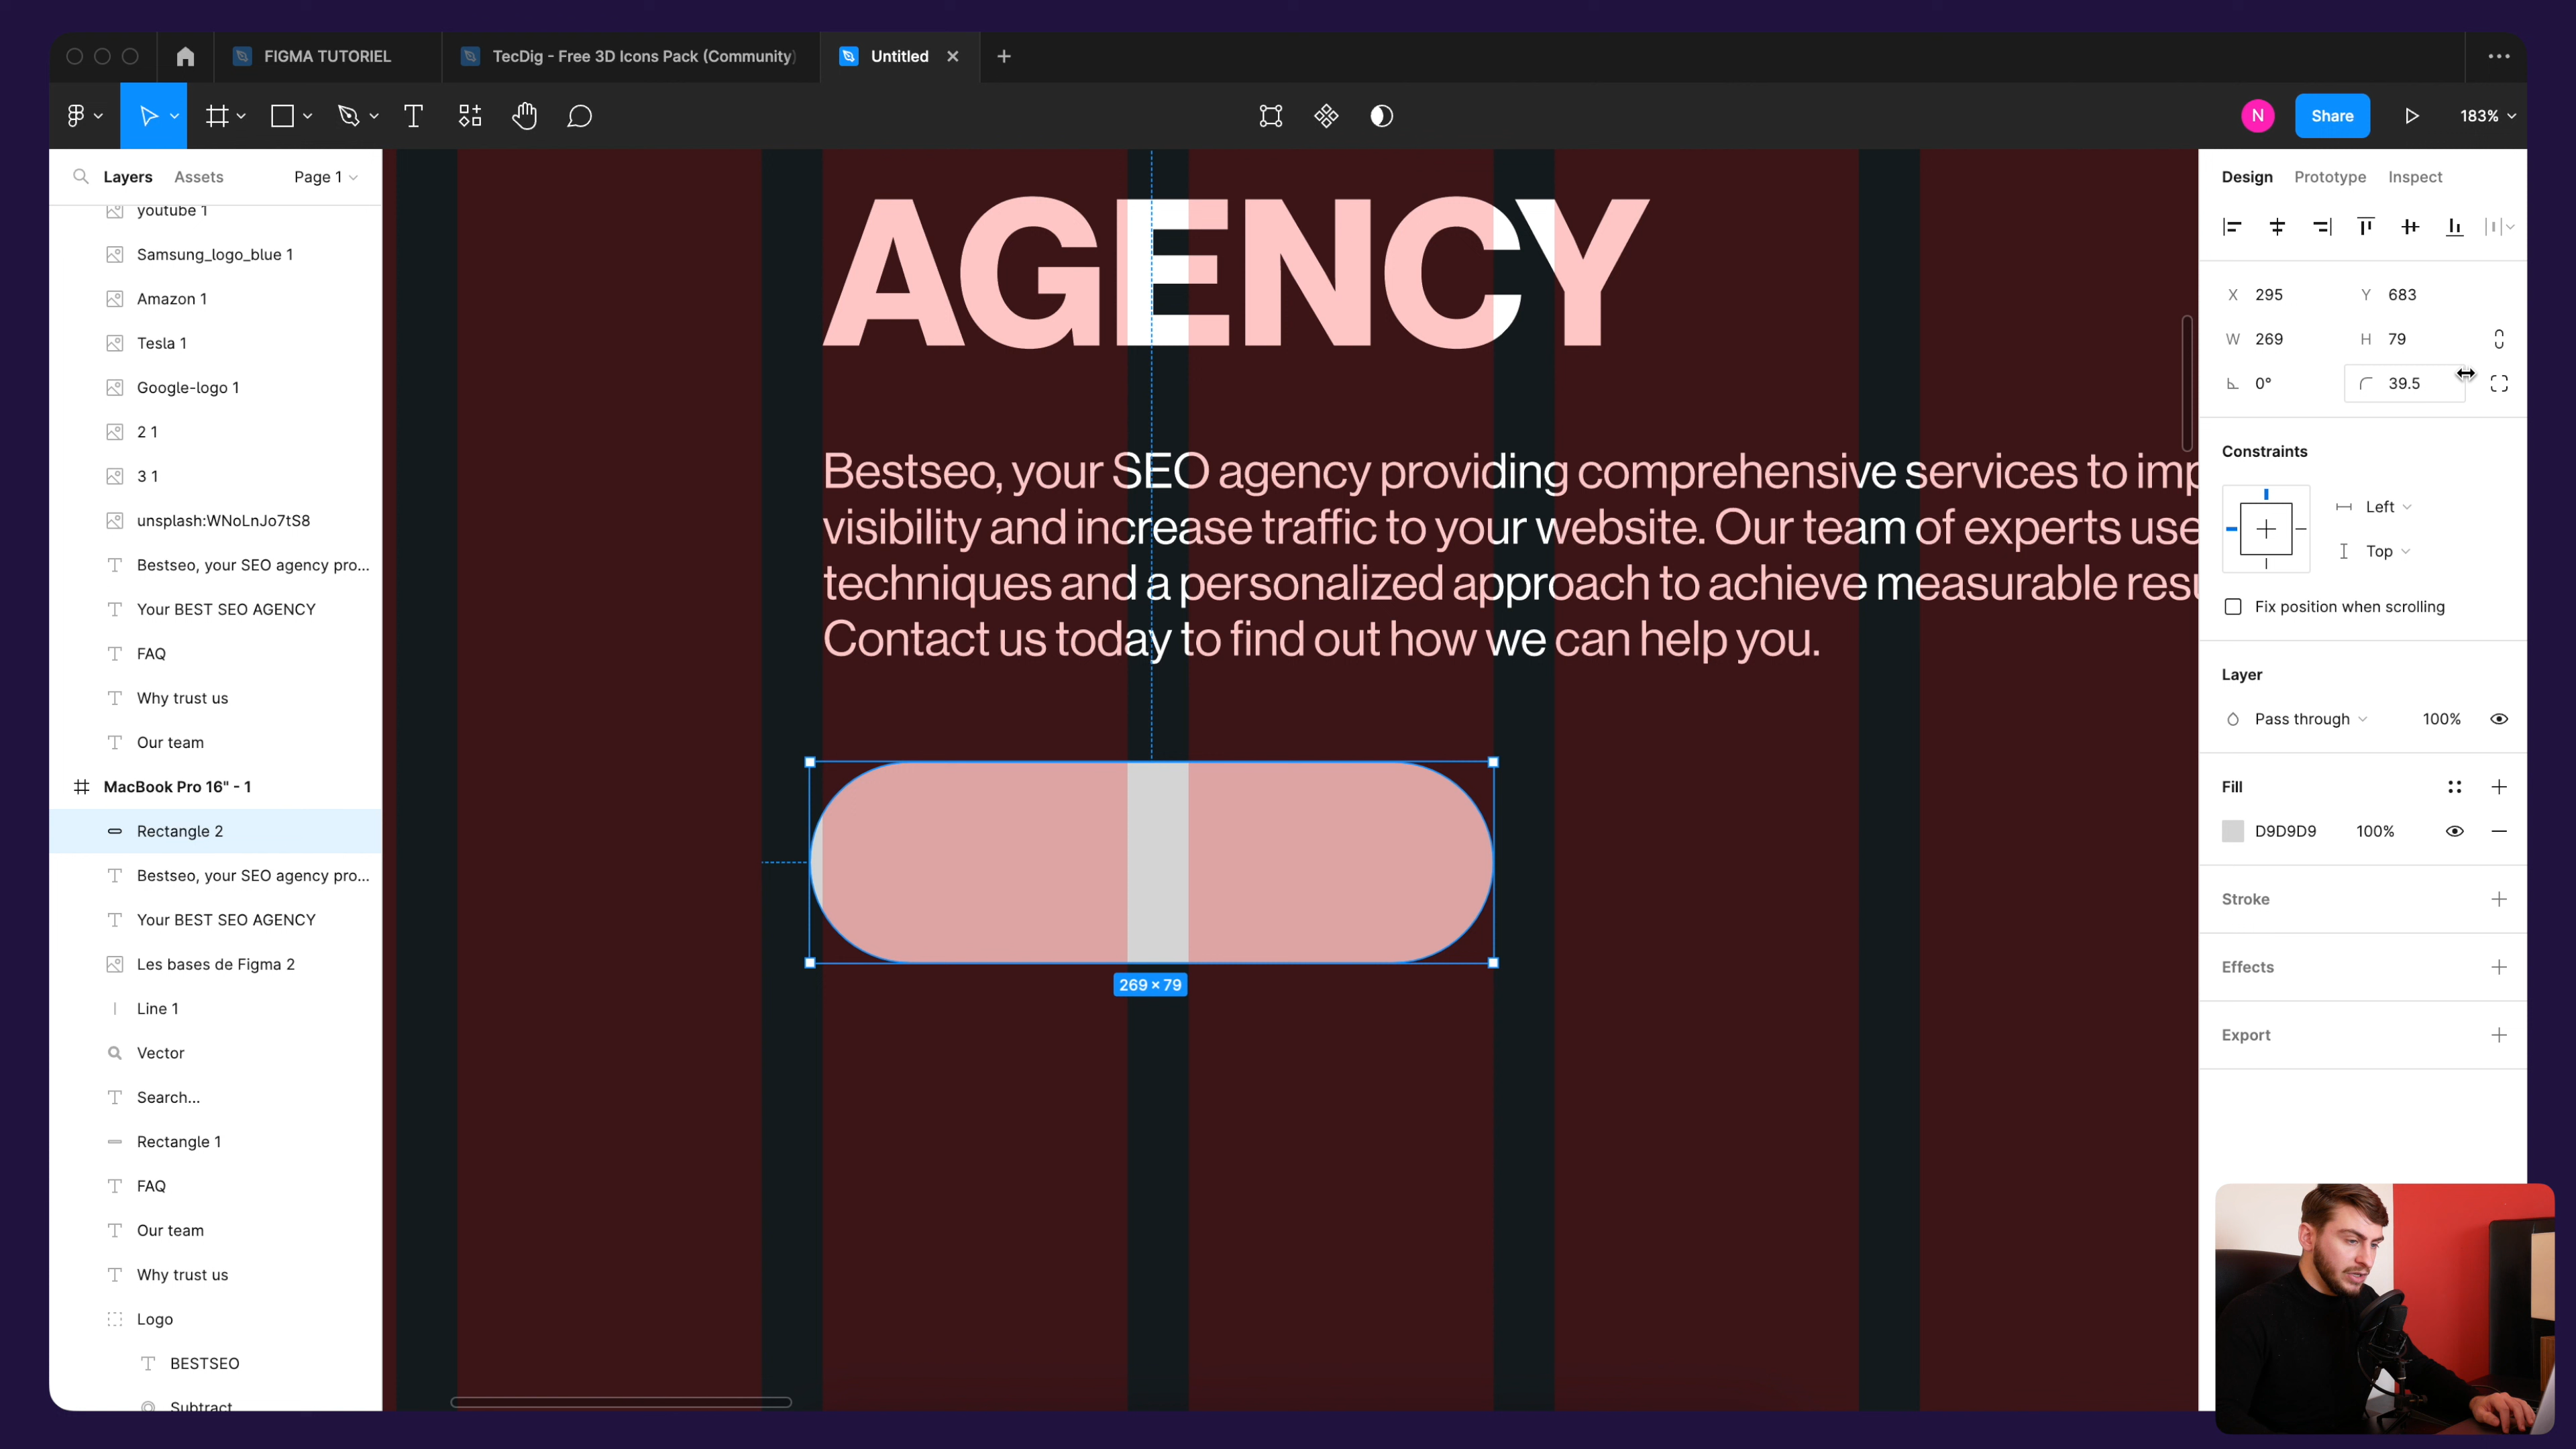 FIGMA TUTORIEL
TecDig - Free 3D Icons Pack (Community)
Untitled
N
Share
183%
Layers
Assets
Page 1
youtube 1
Samsung_logo_blue 1
Amazon 1
Tesla 1
Google-logo 1
2 1
3 1
unsplash:WNoLnJo7tS8
Bestseo, your SEO agency pro...
Your BEST SEO AGENCY
FAQ
Why trust us
Our team
MacBook Pro 16" - 1
Rectangle 2
Bestseo, your SEO agency pro...
Your BEST SEO AGENCY
Les bases de Figma 2
Line 1
Vector
Search...
Rectangle 1
FAQ
Our team
Why trust us
Logo
BESTSEO
Subtract
AGENCY
Bestseo, your SEO agency providing comprehensive services to imp
visibility and increase traffic to your website. Our team of experts use
techniques and a personalized approach to achieve measurable resu
Contact us today to find out how we can help you.
269 × 79
Design
Prototype
Inspect
X 295
Y 683
W 269
H 79
0°
39.5
Constraints
Left
Top
Fix position when scrolling
Layer
Pass through
100%
Fill
D9D9D9
100%
Stroke
Effects
Export